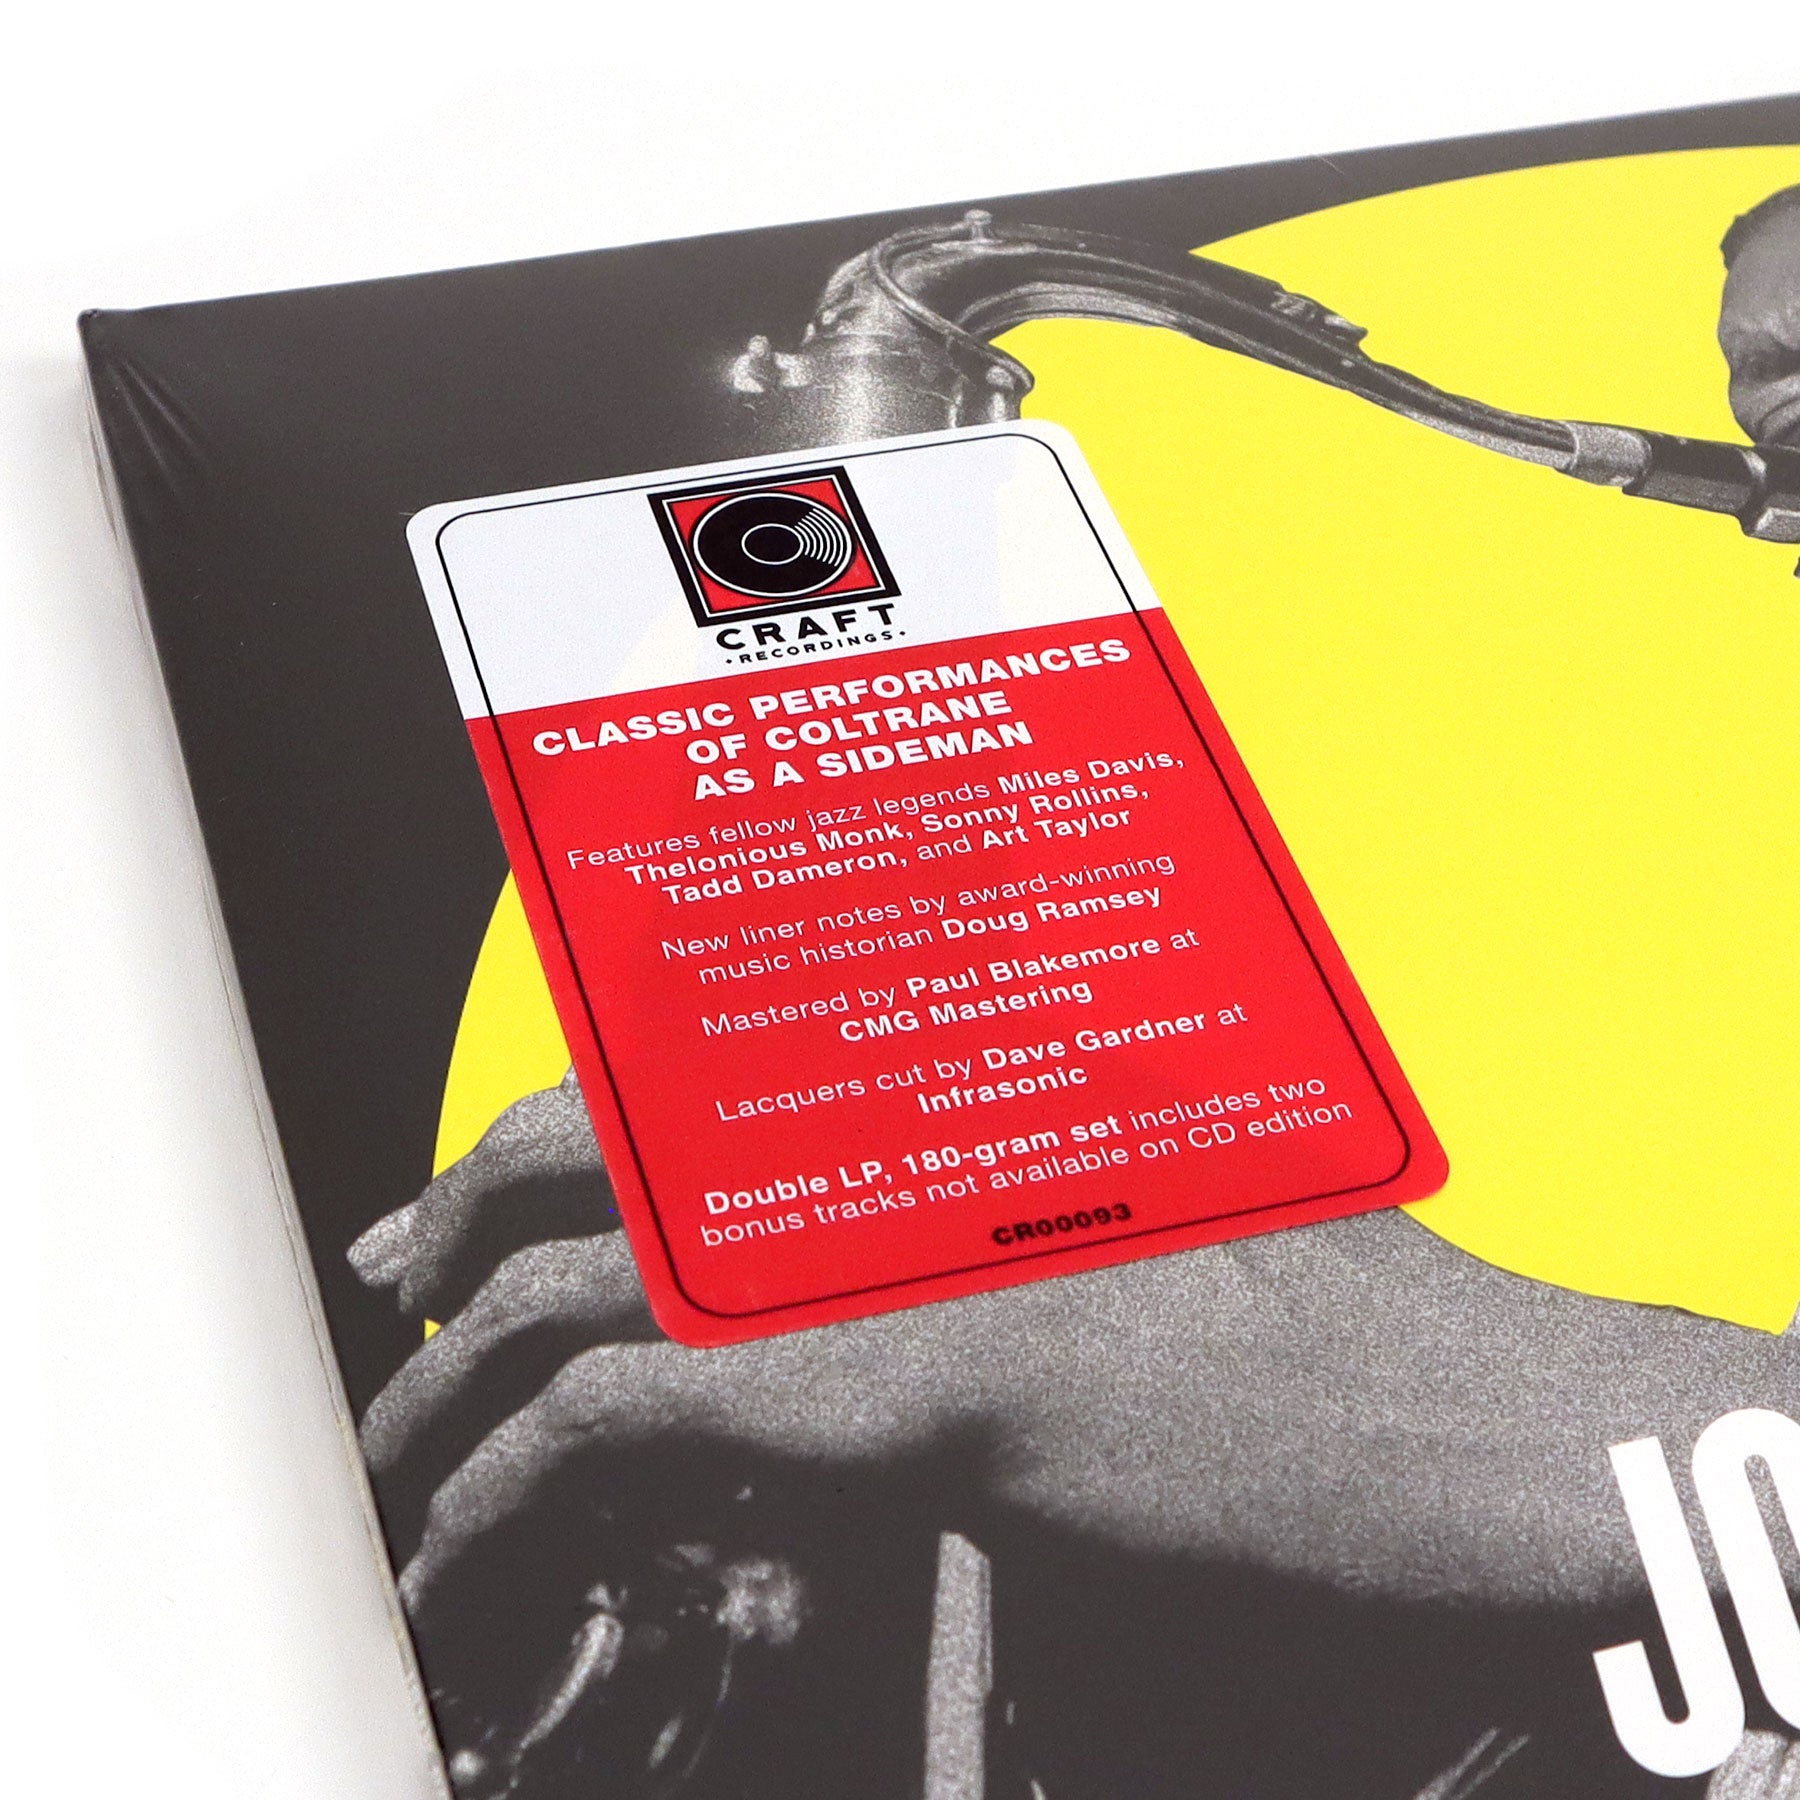 CRAFT
• RECORDINGS •
CLASSIC PERFORMANCES
OF COLTRANE
AS A SIDEMAN
Features fellow jazz legends Miles Davis,
Thelonious Monk, Sonny Rollins,
Tadd Dameron, and Art Taylor
New liner notes by award-winning
music historian Doug Ramsey
Mastered by Paul Blakemore at
CMG Mastering
Lacquers cut by Dave Gardner at
Infrasonic
Double LP, 180-gram set includes two
bonus tracks not available on CD edition
CR00093
JO